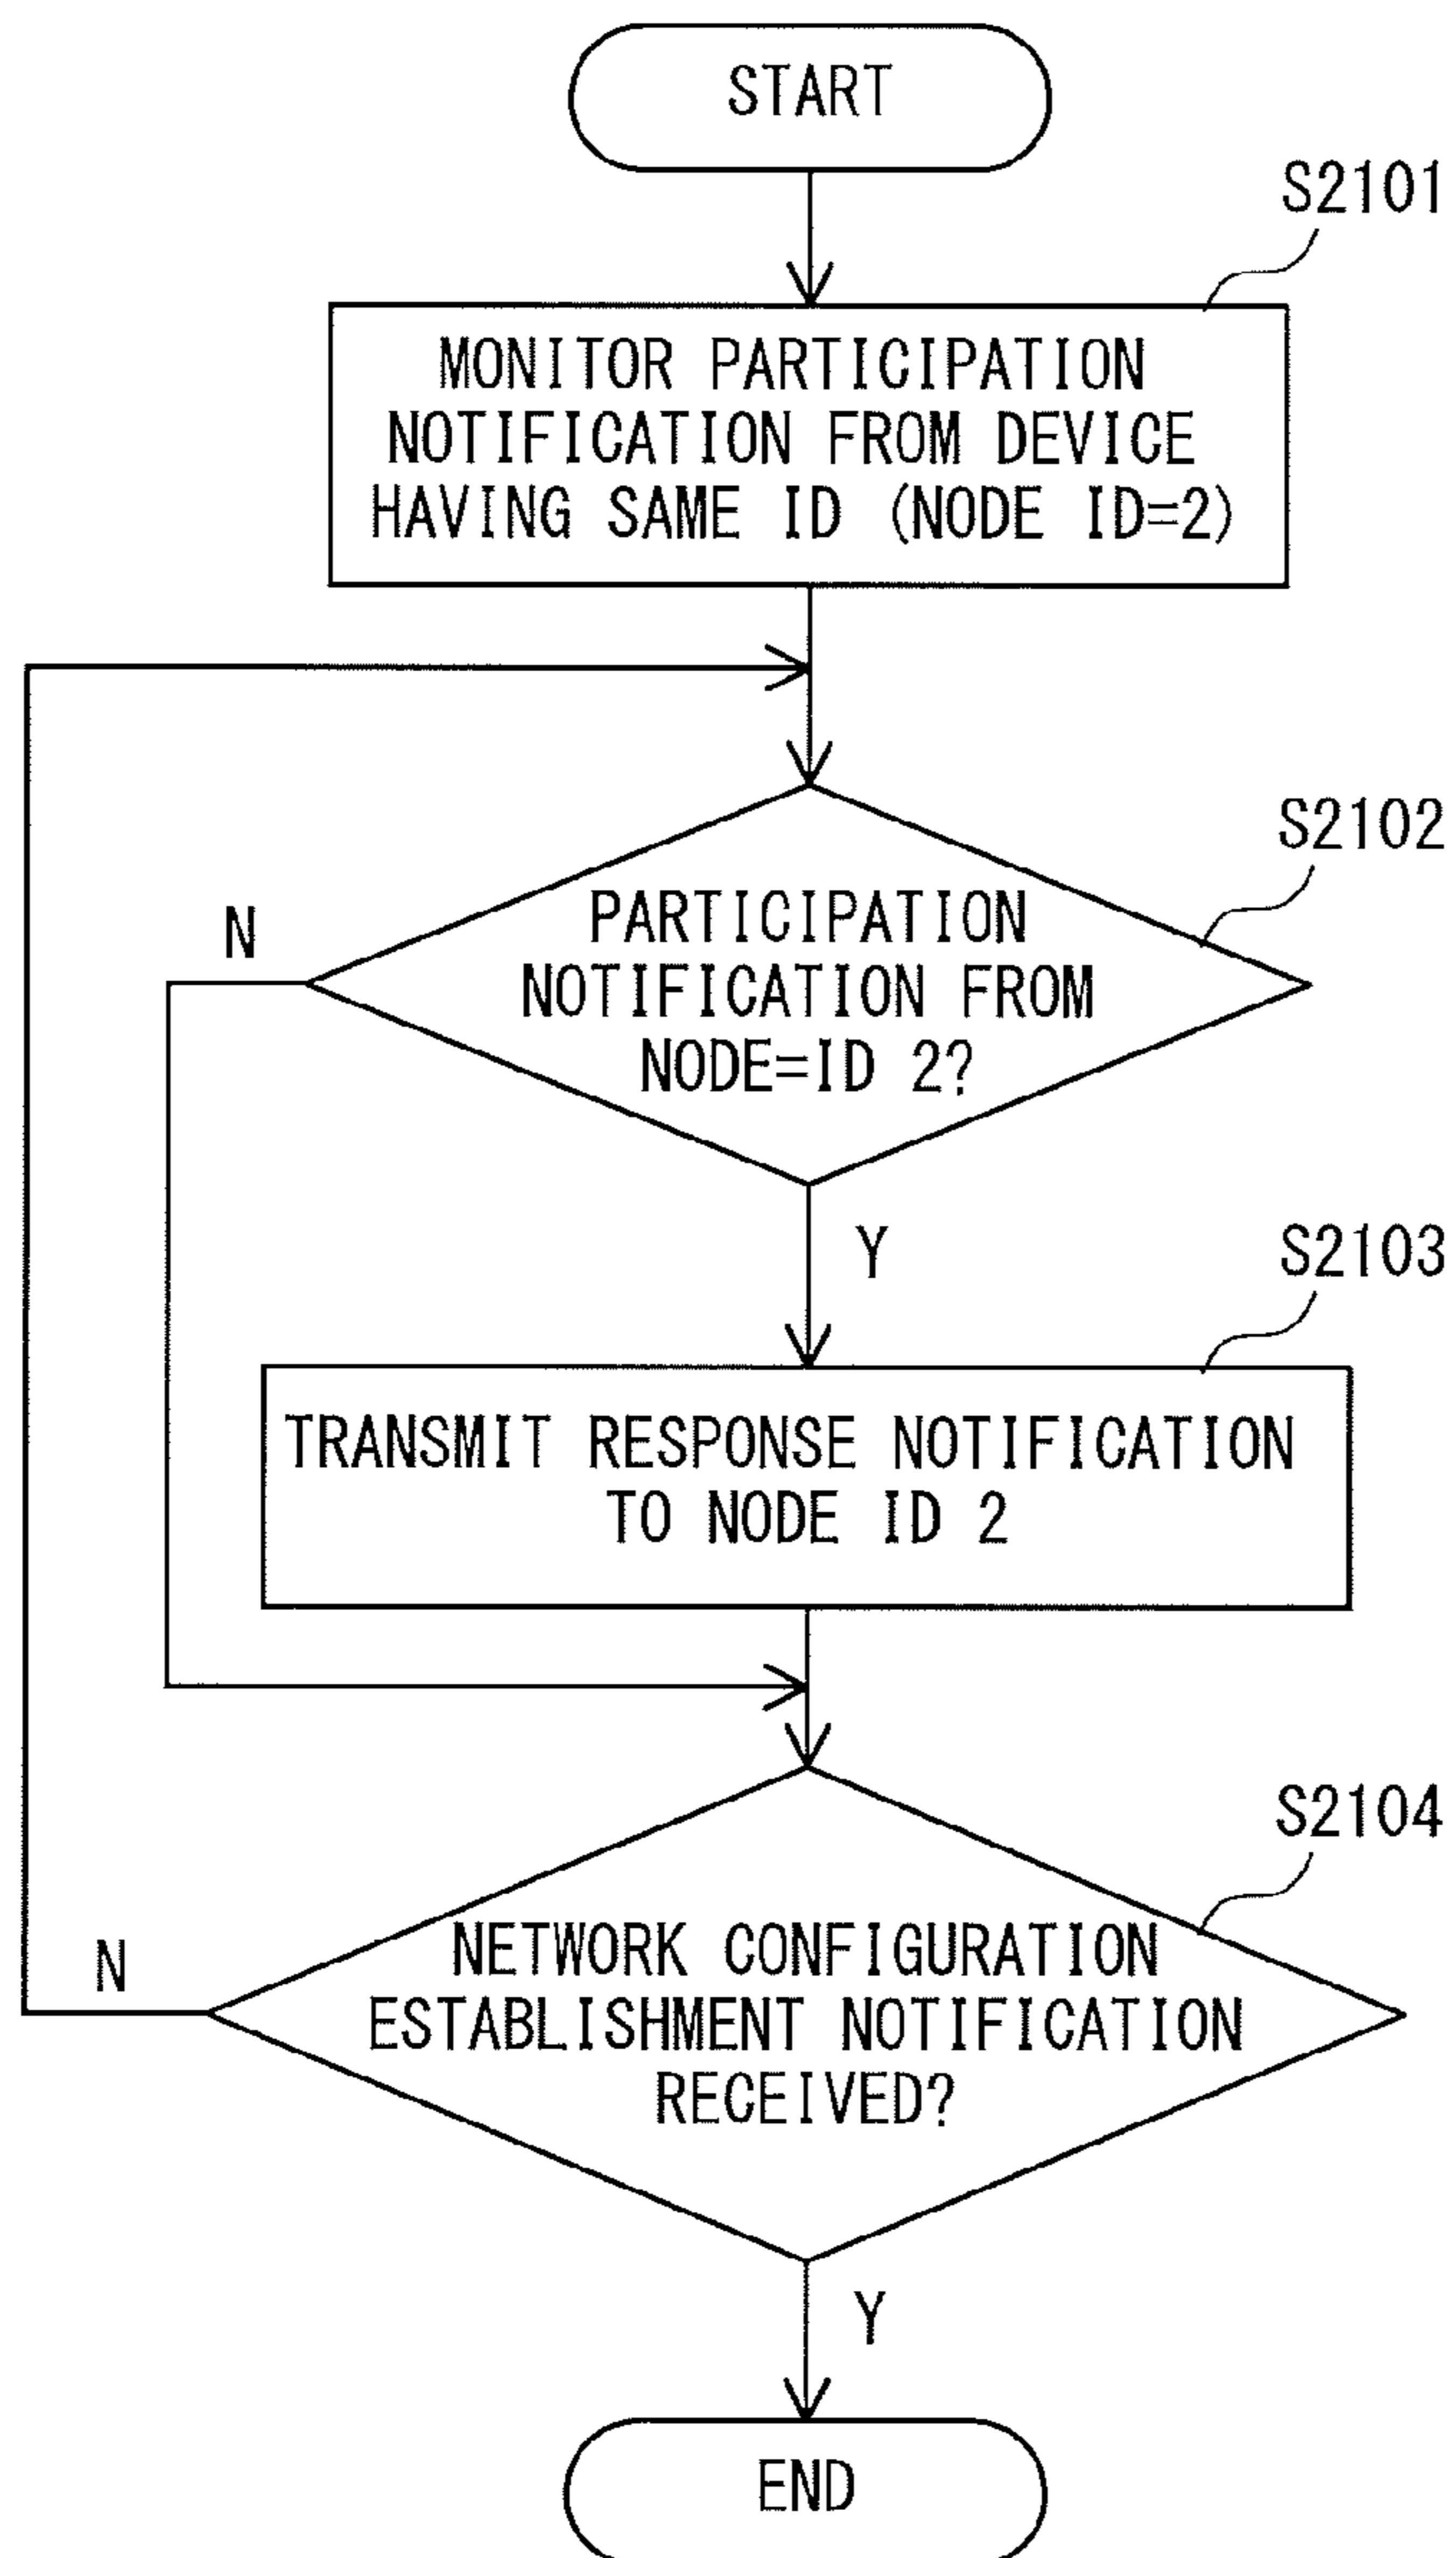 START
S2101
MONITOR PARTICIPATION
NOTIFICATION FROM DEVICE
HAVING SAME ID (NODE ID=2)
S2102
N
PARTICIPATION
NOTIFICATION FROM
NODE=ID 2?
Y
S2103
TRANSMIT RESPONSE NOTIFICATION
TO NODE ID 2
S2104
N
NETWORK CONFIGURATION
ESTABLISHMENT NOTIFICATION
RECEIVED?
Y
END